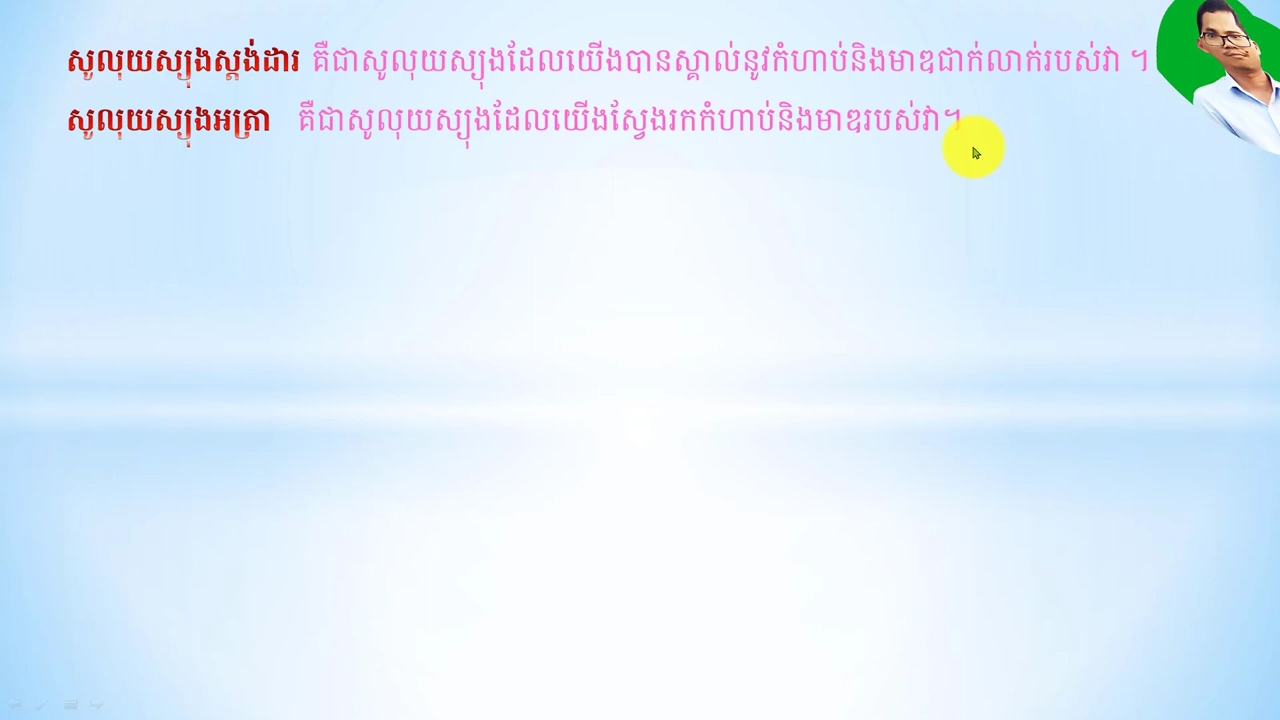 សូលុយស្យុងស្តង់ដារ គឺជាសូលុយស្យុងដែលយើងបានស្គាល់នូវកំហាប់និងមាឌជាក់លាក់របស់វា ។
សូលុយស្យុងអត្រា គឺជាសូលុយស្យុងដែលយើងស្វែងរកកំហាប់និងមាឌរបស់វា។